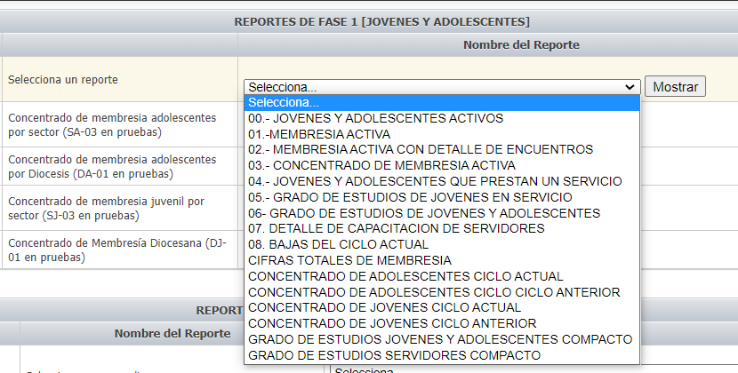 REPORTES DE FASE 1 [JOVENES Y ADOLESCENTES]
Nombre del Reporte
Selecciona un reporte
Selecciona...
Mostrar
Selecciona...
00.- JOVENES Y ADOLESCENTES ACTIVOS
01.-MEMBRESIA ACTIVA
02.- MEMBRESIA ACTIVA CON DETALLE DE ENCUENTROS
03.- CONCENTRADO DE MEMBRESIA ACTIVA
04.- JOVENES Y ADOLESCENTES QUE PRESTAN UN SERVICIO
05.- GRADO DE ESTUDIOS DE JOVENES EN SERVICIO
06- GRADO DE ESTUDIOS DE JOVENES Y ADOLESCENTES
07. DETALLE DE CAPACITACION DE SERVIDORES
08. BAJAS DEL CICLO ACTUAL
CIFRAS TOTALES DE MEMBRESIA
CONCENTRADO DE ADOLESCENTES CICLO ACTUAL
CONCENTRADO DE ADOLESCENTES CICLO CICLO ANTERIOR
CONCENTRADO DE JOVENES CICLO ACTUAL
CONCENTRADO DE JOVENES CICLO ANTERIOR
GRADO DE ESTUDIOS JOVENES Y ADOLESCENTES COMPACTO
GRADO DE ESTUDIOS SERVIDORES COMPACTO
Concentrado de membresia adolescentes
por sector (SA-03 en pruebas)
Concentrado de membresia adolescentes
por Diocesis (DA-01 en pruebas)
Concentrado de membresia juvenil por
sector (SJ-03 en pruebas)
Concentrado de Membresía Diocesana (DJ-
01 en pruebas)
REPORT
Nombre del Reporte
Selecciona